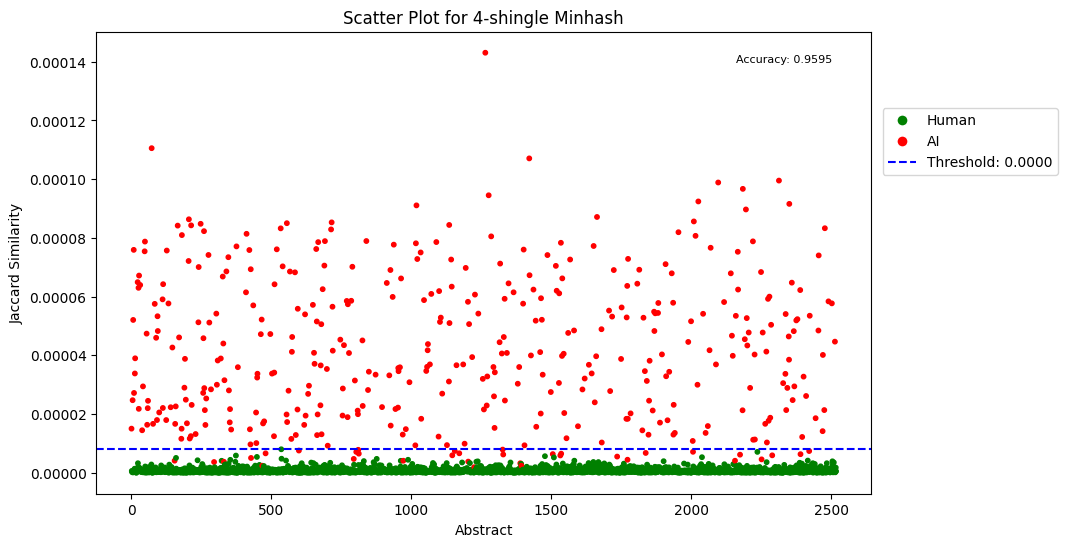 Scatter Plot for 4-shingle Minhash
0.00014
0.00012
0.00010
0.00008
0.00006
0.00004
0.00002
0.00000
Jaccard Similarity
Accuracy: 0.9595
Human
AI
Threshold: 0.0000
0
500
1000
1500
2000
2500
Abstract